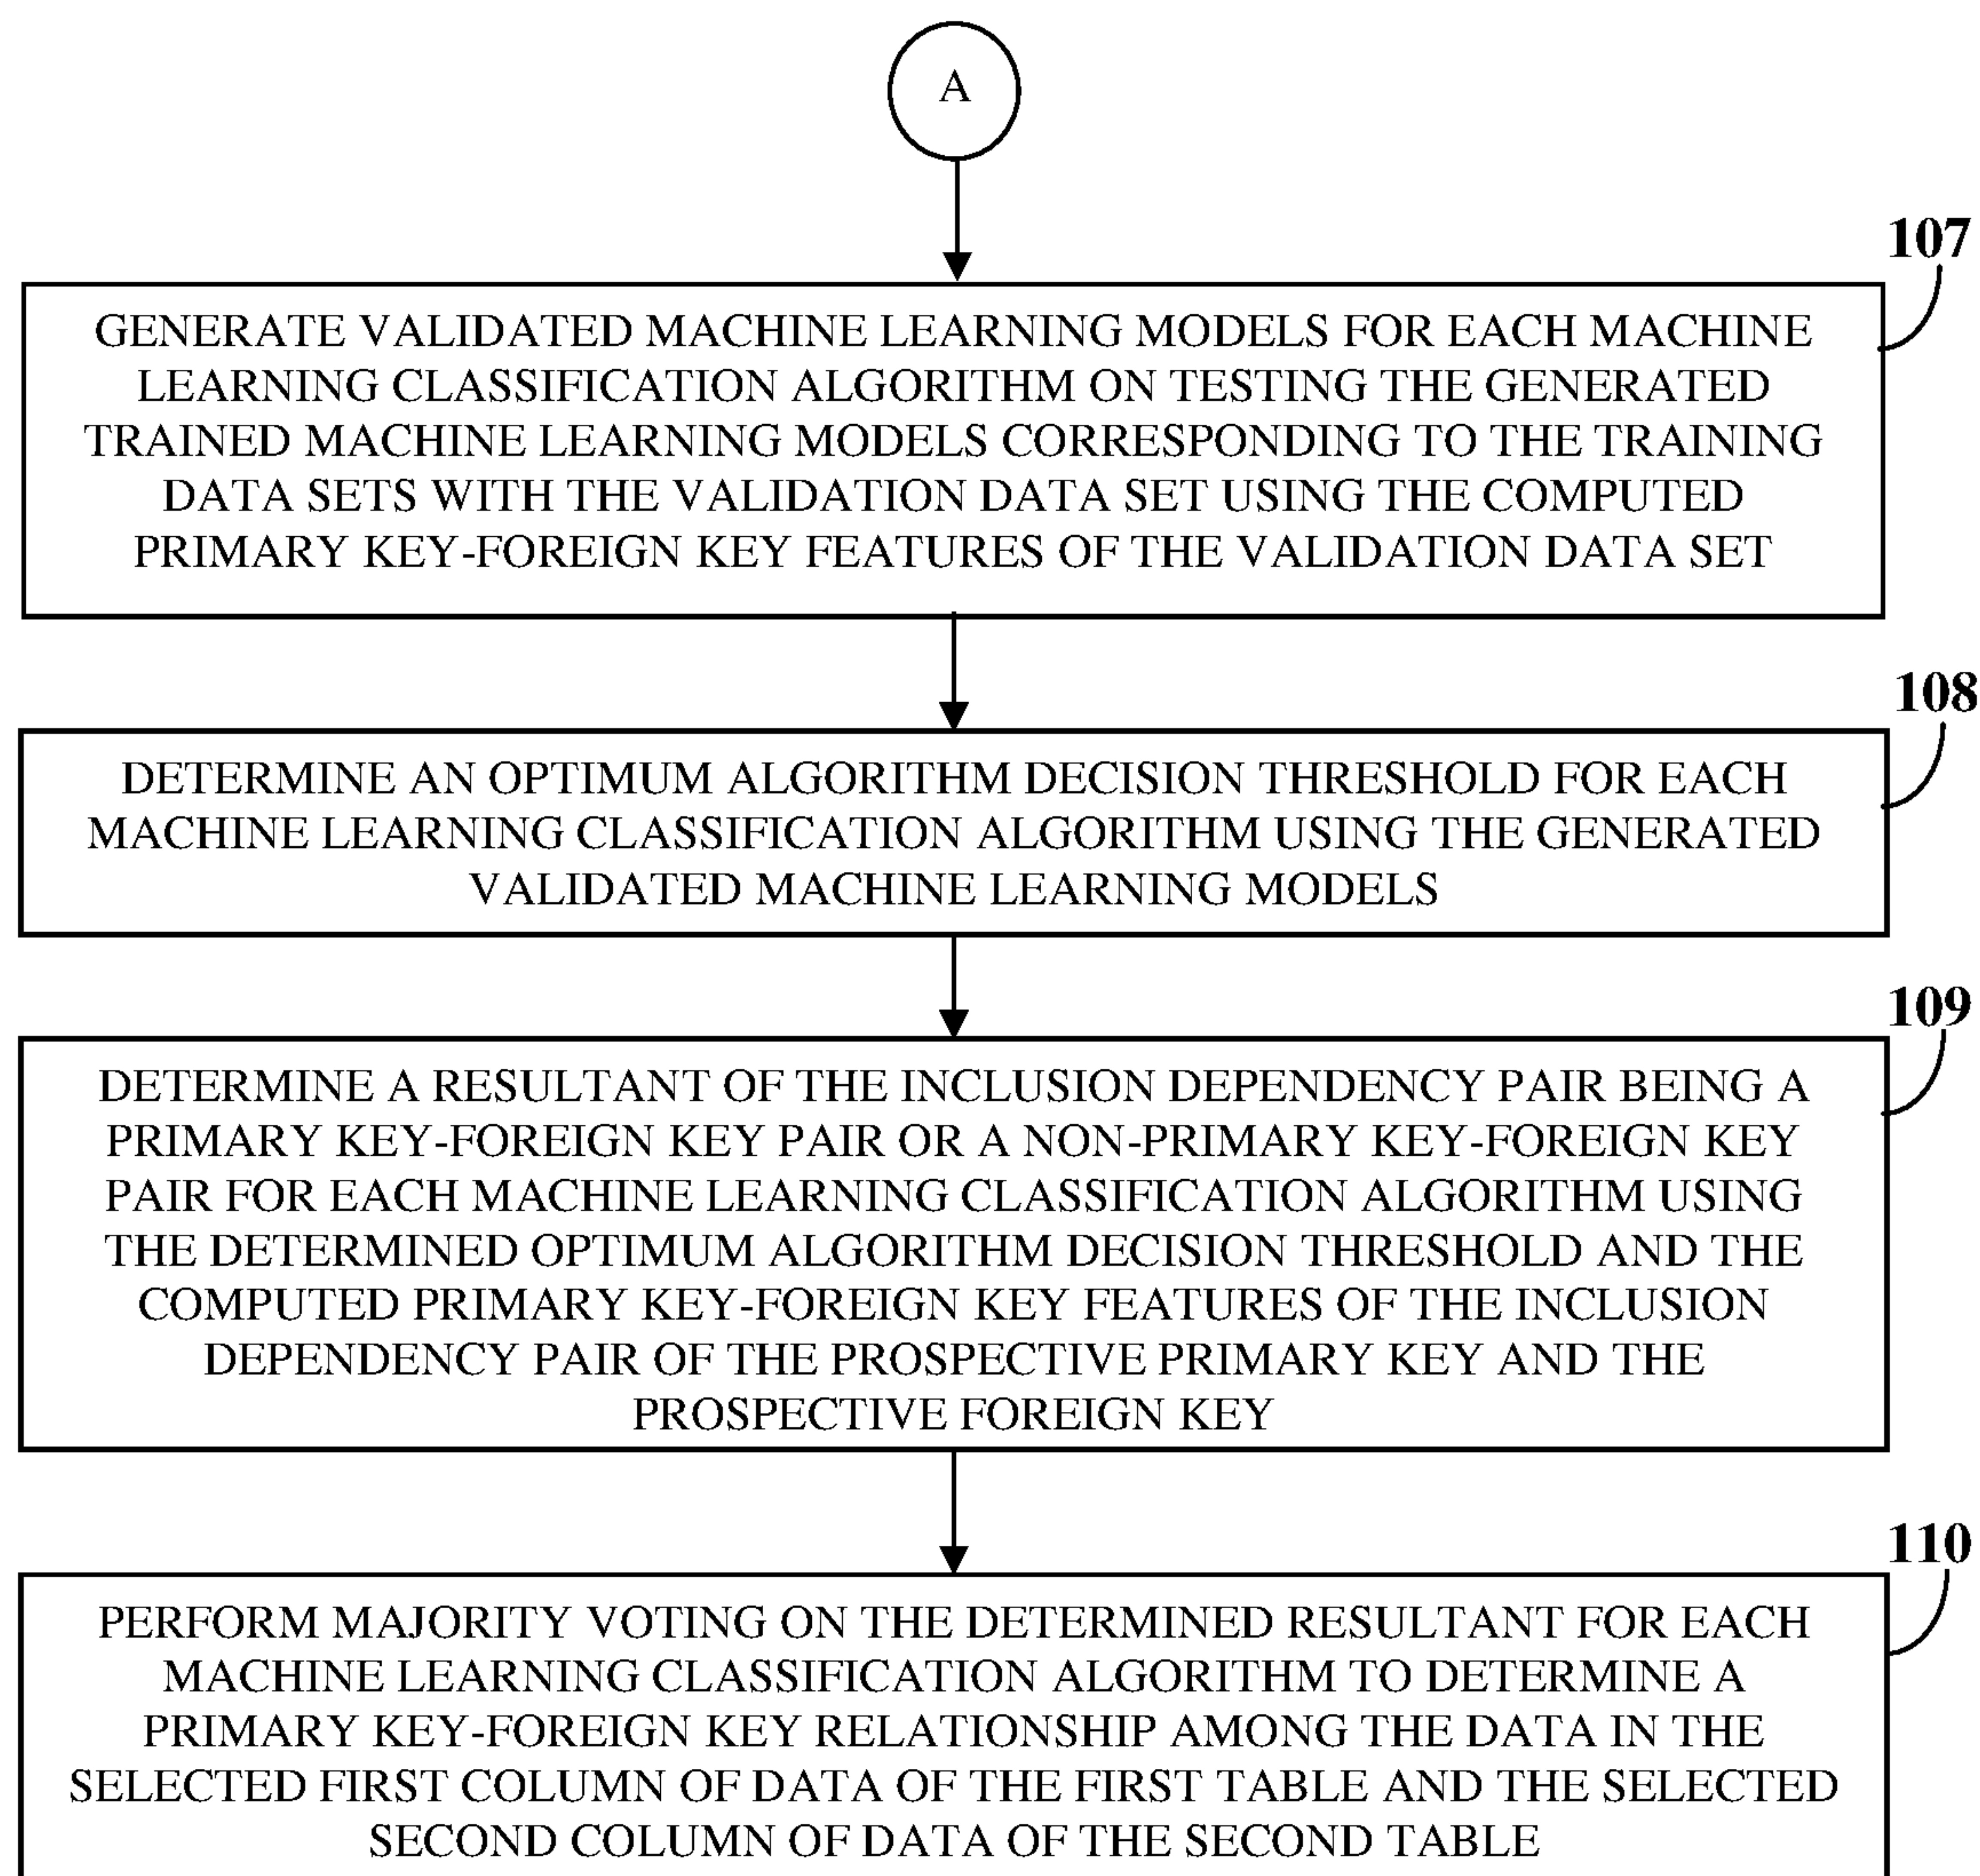 A
107
GENERATE VALIDATED MACHINE LEARNING MODELS FOR EACH MACHINE
LEARNING CLASSIFICATION ALGORITHM ON TESTING THE GENERATED
TRAINED MACHINE LEARNING MODELS CORRESPONDING TO THE TRAINING
DATA SETS WITH THE VALIDATION DATA SET USING THE COMPUTED
PRIMARY KEY-FOREIGN KEY FEATURES OF THE VALIDATION DATA SET
108
DETERMINE AN OPTIMUM ALGORITHM DECISION THRESHOLD FOR EACH
MACHINE LEARNING CLASSIFICATION ALGORITHM USING THE GENERATED
VALIDATED MACHINE LEARNING MODELS
109
DETERMINE A RESULTANT OF THE INCLUSION DEPENDENCY PAIR BEING A
PRIMARY KEY-FOREIGN KEY PAIR OR A NON-PRIMARY KEY-FOREIGN KEY
PAIR FOR EACH MACHINE LEARNING CLASSIFICATION ALGORITHM USING
THE DETERMINED OPTIMUM ALGORITHM DECISION THRESHOLD AND THE
COMPUTED PRIMARY KEY-FOREIGN KEY FEATURES OF THE INCLUSION
DEPENDENCY PAIR OF THE PROSPECTIVE PRIMARY KEY AND THE
PROSPECTIVE FOREIGN KEY
110
PERFORM MAJORITY VOTING ON THE DETERMINED RESULTANT FOR EACH
MACHINE LEARNING CLASSIFICATION ALGORITHM TO DETERMINE A
PRIMARY KEY-FOREIGN KEY RELATIONSHIP AMONG THE DATA IN THE
SELECTED FIRST COLUMN OF DATA OF THE FIRST TABLE AND THE SELECTED
SECOND COLUMN OF DATA OF THE SECOND TABLE